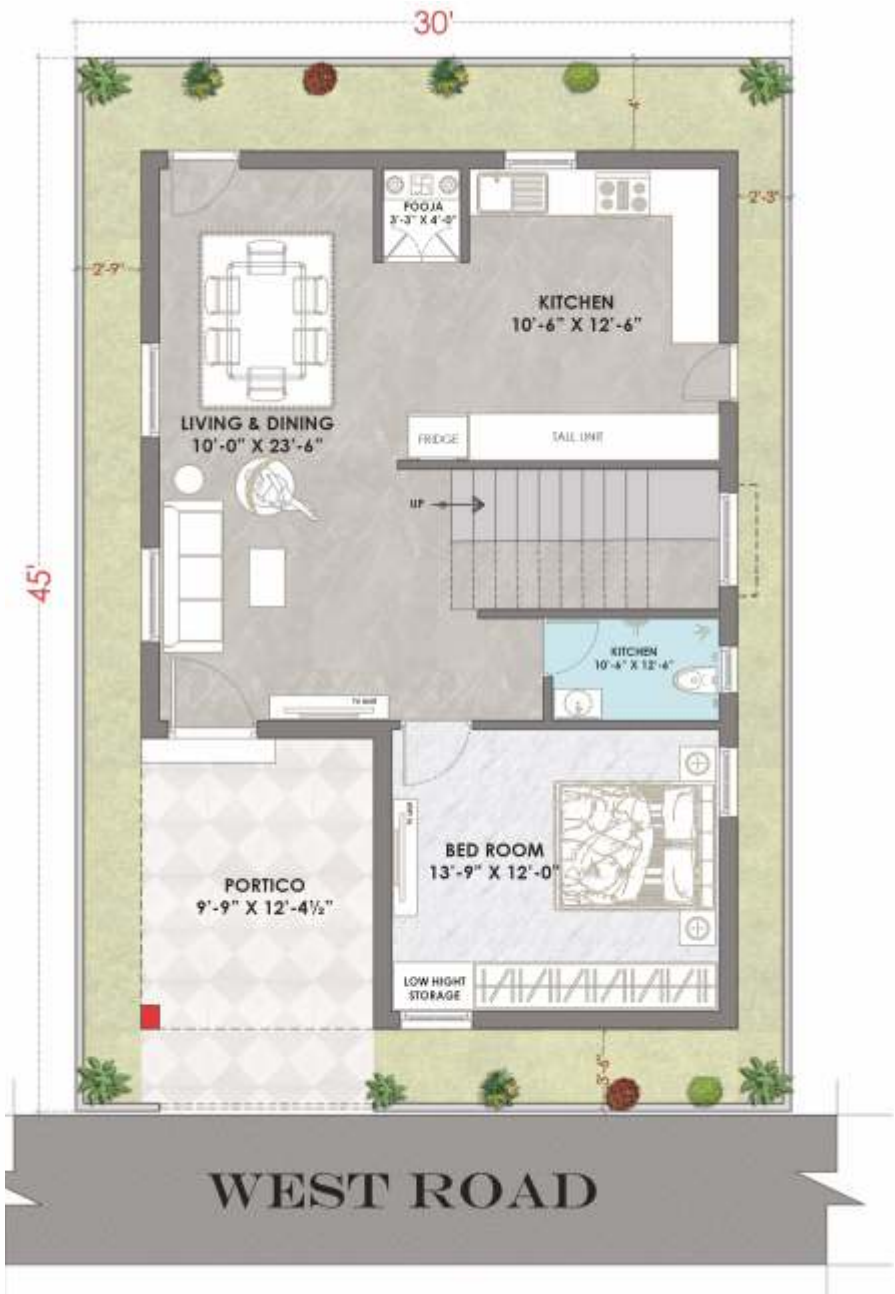 30'
4'
POOJA
3'-3" X 4'-0"
2'-3"
2'-9"
KITCHEN
10'-6" X 12'-6"
LIVING & DINING
10'-0" X 23'-6"
FRIDGE
TALL UNIT
UP
45'
KITCHEN
10'-6" X 12'-6"
TV UNIT
BED ROOM
13'-9" X 12'-0"
PORTICO
9'-9" X 12'-4½"
LOW HIGHT
STORAGE
3'-6"
WEST ROAD